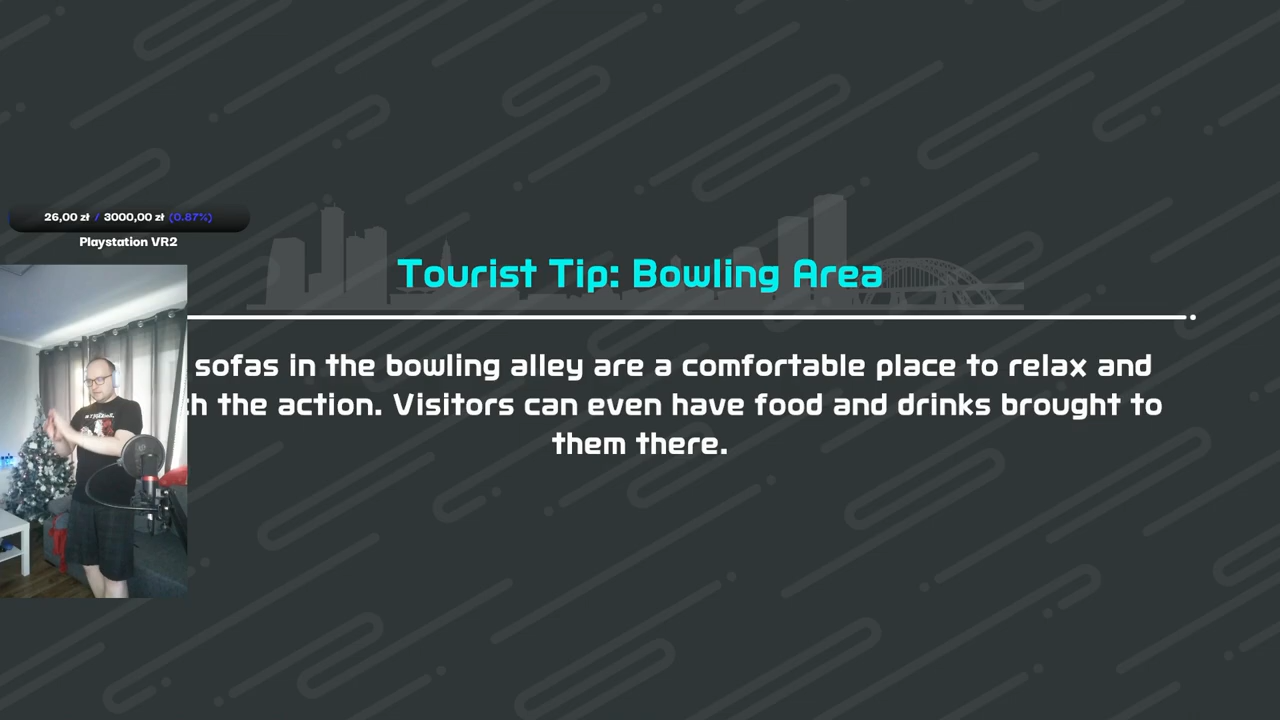 26,00 zł / 3000,00 zł (0.87%)
Playstation VR2
Tourist Tip: Bowling Area
sofas in the bowling alley are a comfortable place to relax and
the action. Visitors can even have food and drinks brought to
them there.